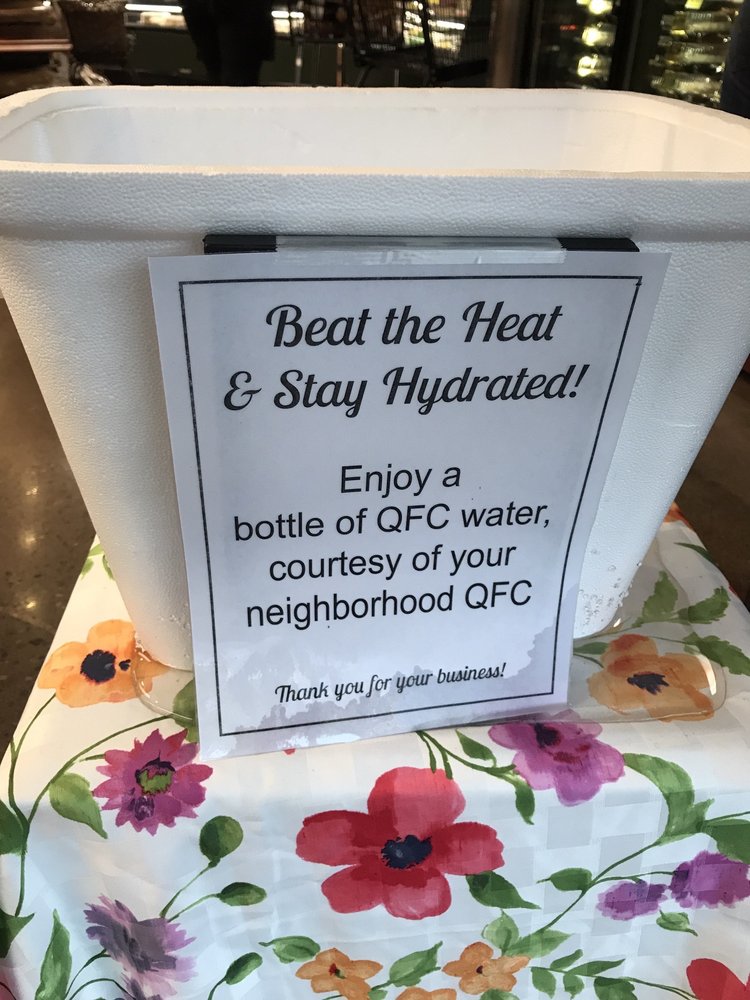 Beat the Heat
& Stay Hydrated!
Enjoy a
bottle of QFC water,
courtesy of your
neighborhood QFC
Thank you for your business!